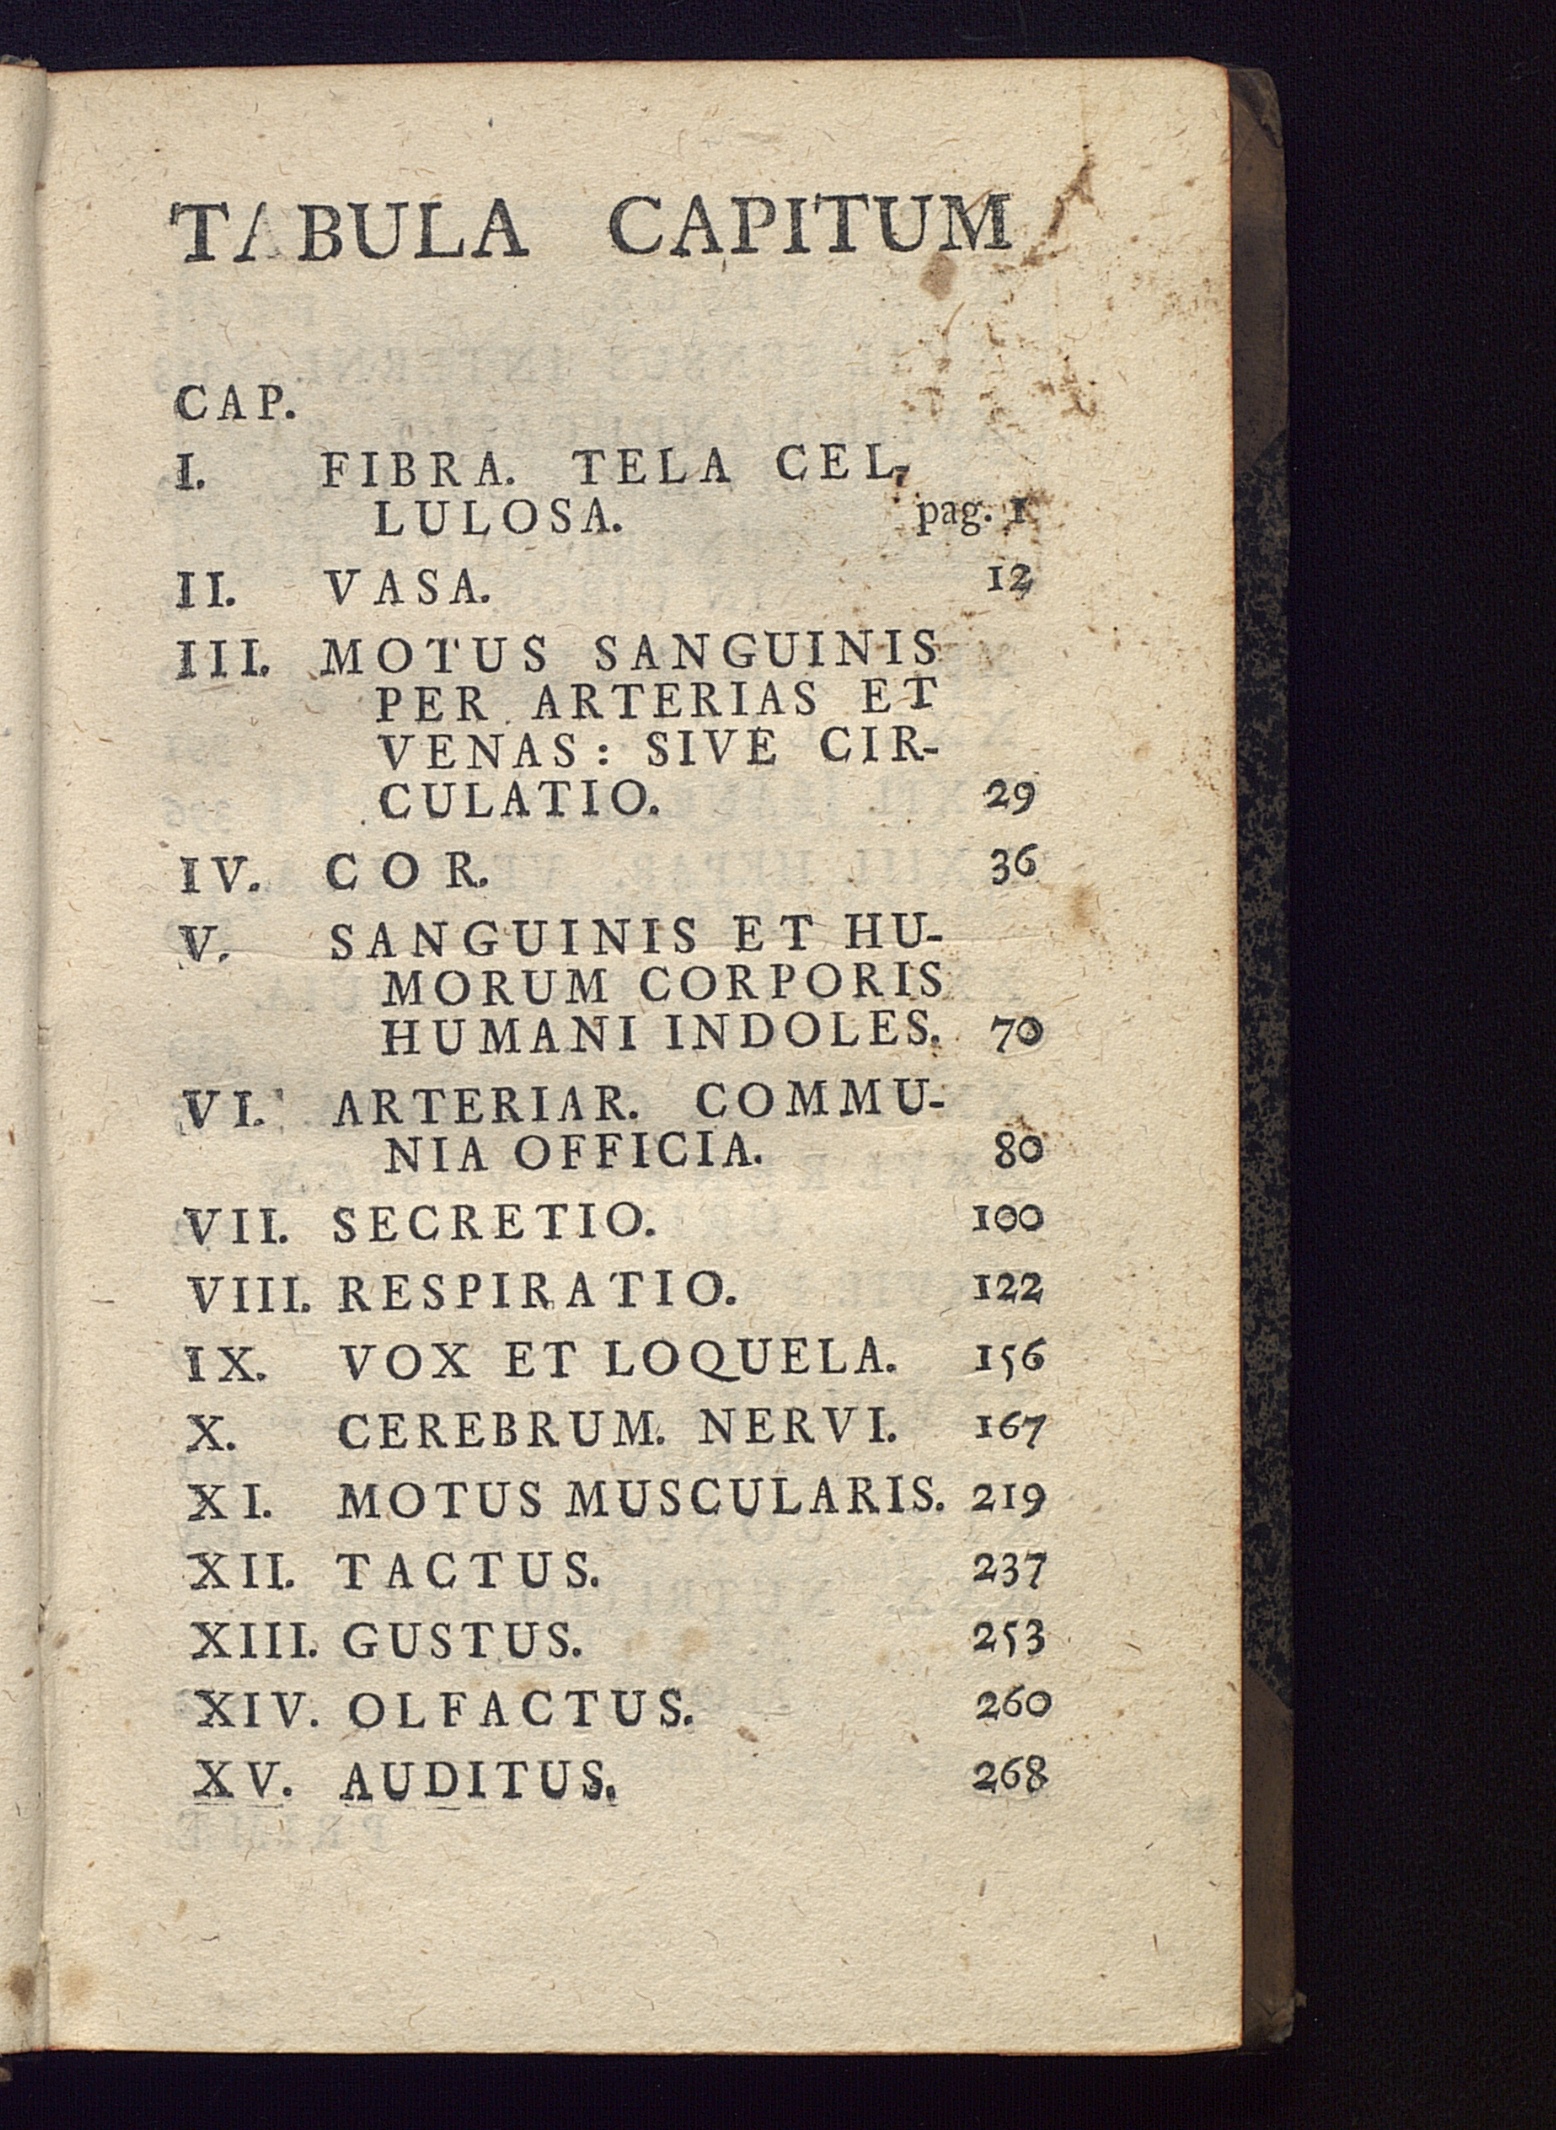 TABULA CAPITUM
CAP.
I. FIBRA. TELA CEL-
LULOSA. pag. 1
II. VASA. 12
III. MOTUS SANGUINIS
PER ARTERIAS ET
VENAS: SIVE CIR-
CULATIO. 29
IV. COR. 36
V. SANGUINIS ET HU-
MORUM CORPORIS
HUMANI INDOLES. 70
VI. ARTERIAR. COMMU-
NIA OFFICIA. 80
VII. SECRETIO. 100
VIII. RESPIRATIO. 122
IX. VOX ET LOQUELA. 156
X. CEREBRUM. NERVI. 167
XI. MOTUS MUSCULARIS. 219
XII. TACTUS. 237
XIII. GUSTUS. 253
XIV. OLFACTUS. 260
XV. AUDITUS. 268